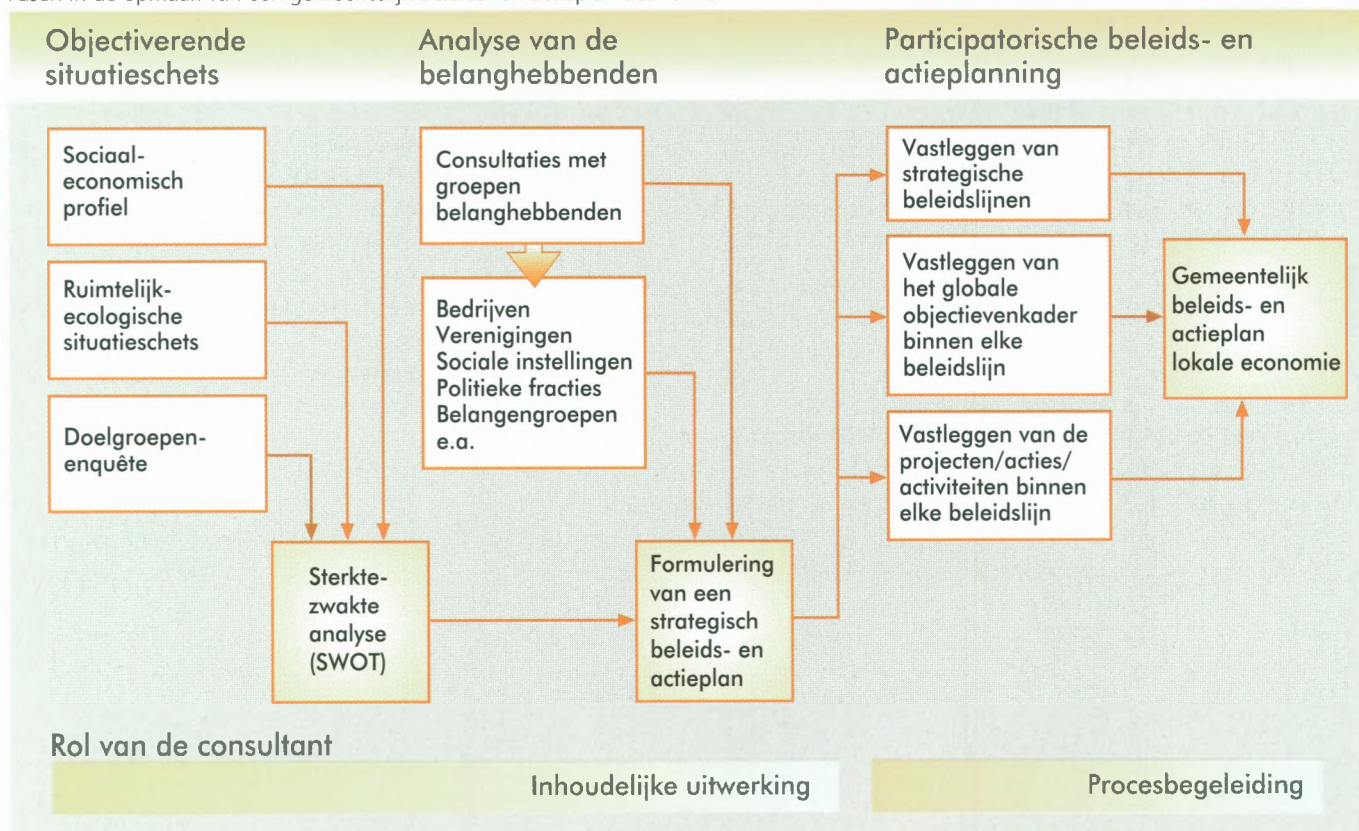 Objectiverende
situatieschets
Analyse van de
belanghebbenden
Participatorische beleids- en
actieplanning
Sociaal-
economisch
profiel
Ruimtelijk-
ecologische
situatieschets
Doelgroepen-
enquête
Sterkte-
zwakte
analyse
(SWOT)
Consultaties met
groepen
belanghebbenden
Bedrijven
Verenigingen
Sociale instellingen
Politieke fracties
Belangengroepen
e.a.
Formulering
van een
strategisch
beleids- en
actieplan
Vastleggen van
strategische
beleidslijnen
Vastleggen van
het globale
objectievenkader
binnen elke
beleidslijn
Vastleggen van de
projecten/acties/
activiteiten binnen
elke beleidslijn
Gemeentelijk
beleids- en
actieplan
lokale economie
Rol van de consultant
Inhoudelijke uitwerking
Procesbegeleiding